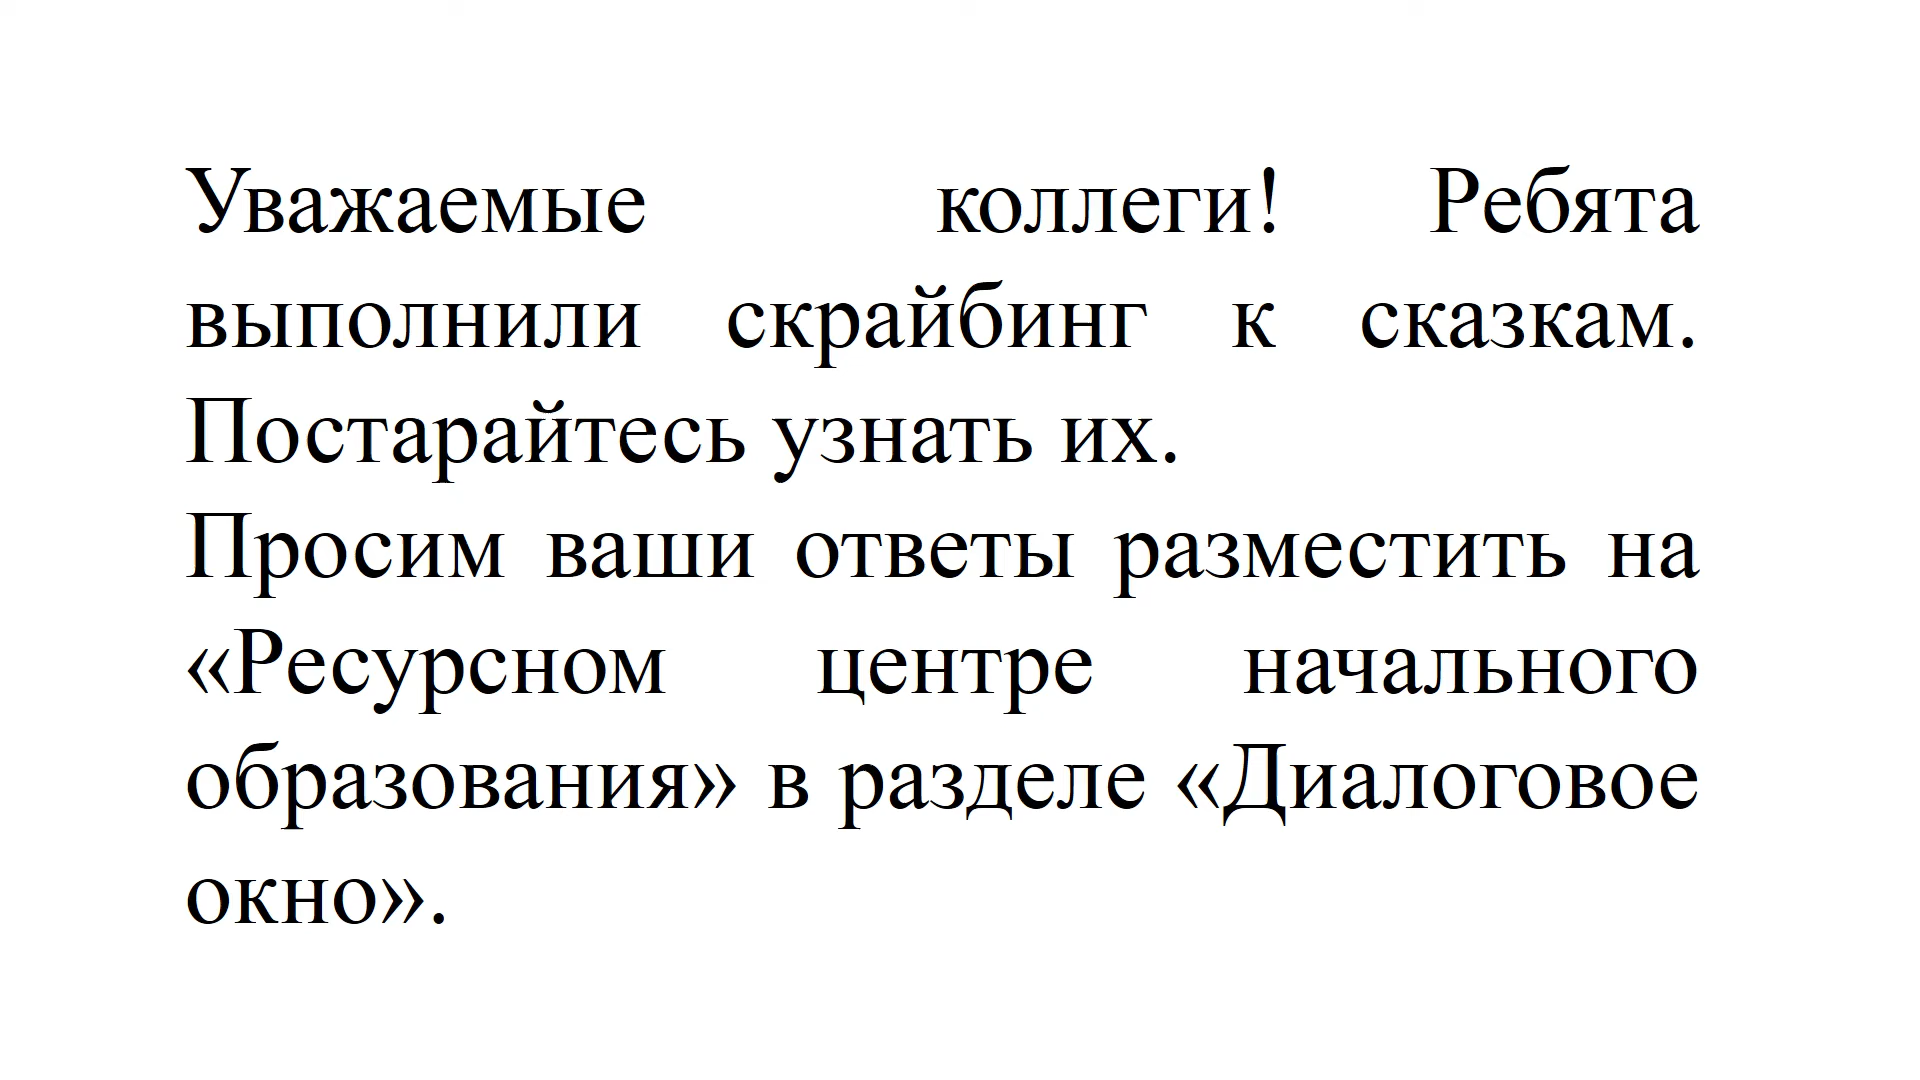 Уважаемые коллеги! Ребята
выполнили скрайбинг к сказкам.
Постарайтесь узнать их.
Просим ваши ответы разместить на
«Ресурсном центре начального
образования» в разделе «Диалоговое
окно».